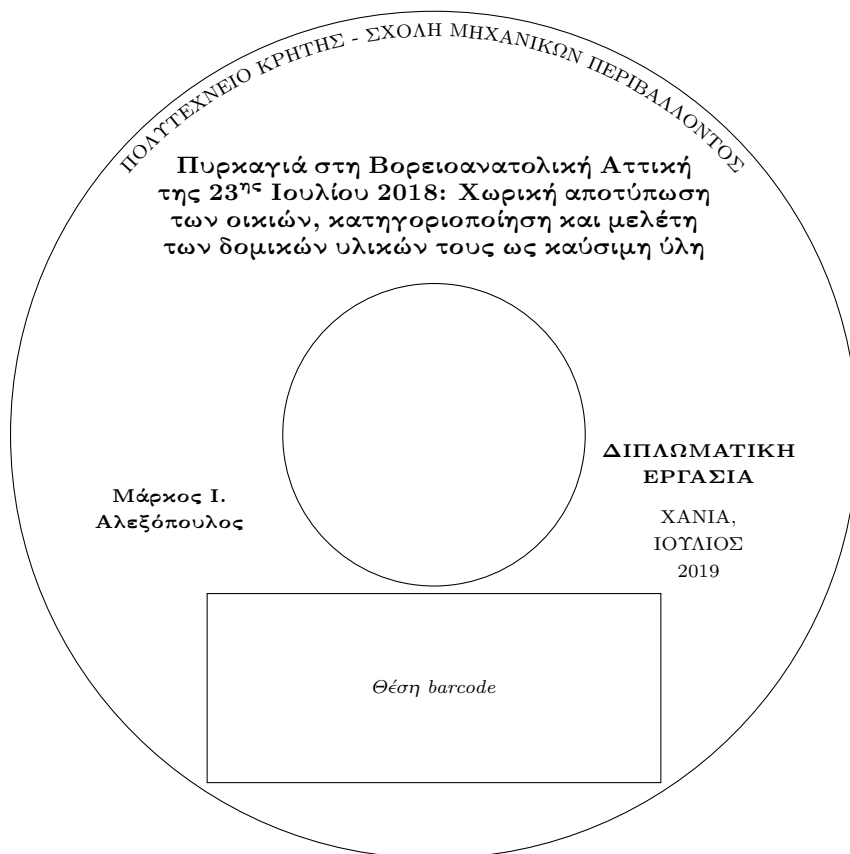 ΠΟΛΥΤΕΧΝΕΙΟ ΚΡΗΤΗΣ - ΣΧΟΛΗ ΜΗΧΑΝΙΚΩΝ ΠΕΡΙΒΑΛΛΟΝΤΟΣ
Πυρκαγιά στη Βορειοανατολική Αττική
της 23ης Ιουλίου 2018: Χωρική αποτύπωση
των οικιών, κατηγοριοποίηση και μελέτη
των δομικών υλικών τους ως καύσιμη ύλη
Μάρκος Ι.
Αλεξόπουλος
ΔΙΠΛΩΜΑΤΙΚΗ
ΕΡΓΑΣΙΑ
ΧΑΝΙΑ,
ΙΟΥΛΙΟΣ
2019
Θέση barcode